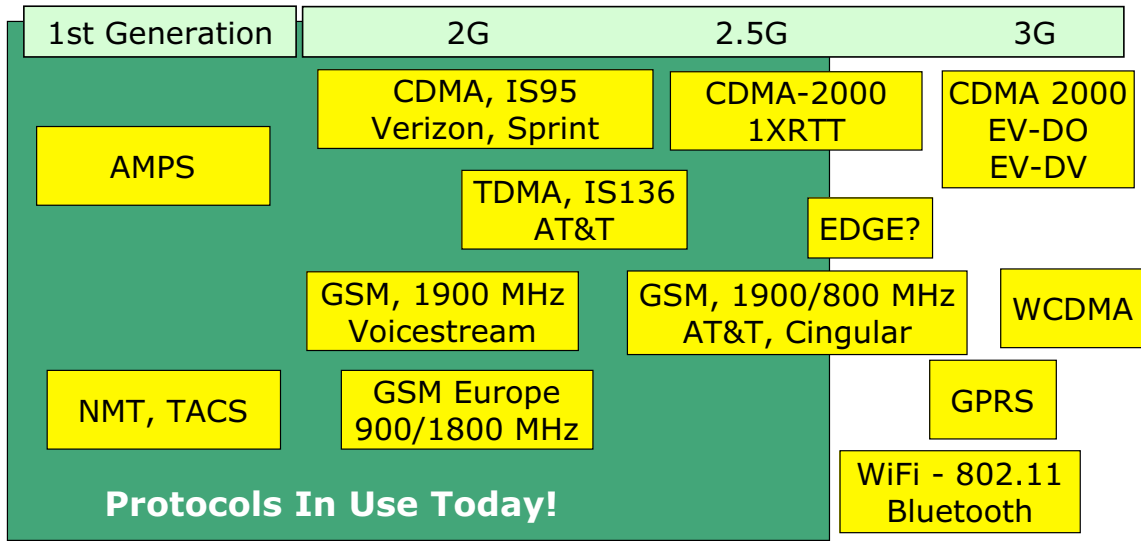 1st Generation
2G
2.5G
3G
CDMA, IS95
Verizon, Sprint
CDMA-2000
1XRTT
CDMA 2000
EV-DO
EV-DV
AMPS
TDMA, IS136
AT&T
EDGE?
GSM, 1900 MHz
Voicestream
GSM, 1900/800 MHz
AT&T, Cingular
WCDMA
NMT, TACS
GSM Europe
900/1800 MHz
GPRS
WiFi - 802.11
Bluetooth
Protocols In Use Today!